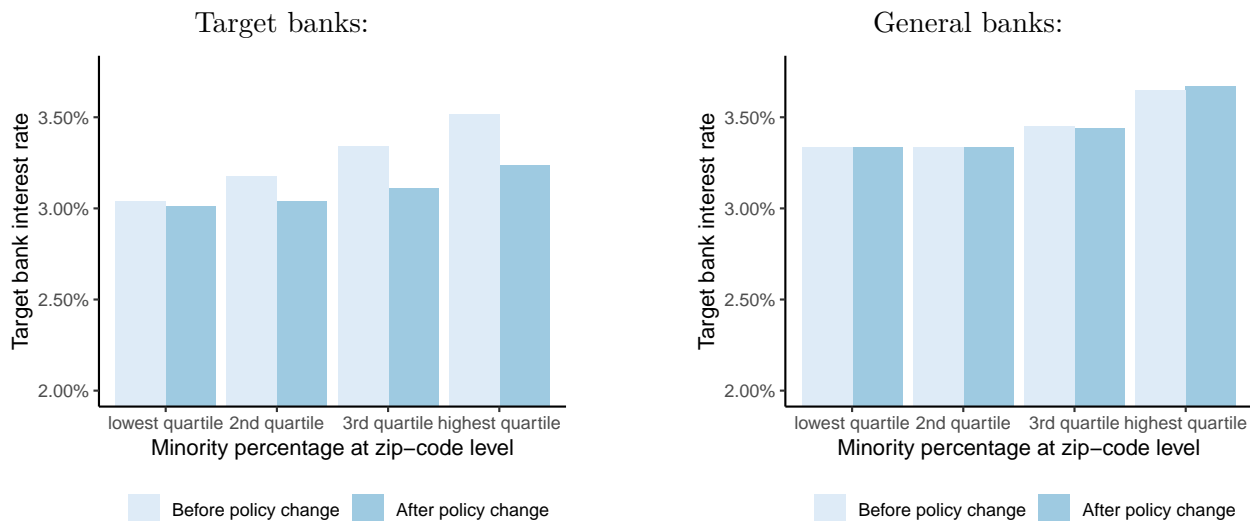 Target banks:
Target bank interest rate
3.50%
3.00%
2.50%
2.00%
lowest quartile 2nd quartile 3rd quartile highest quartile
Minority percentage at zip−code level
Before policy change After policy change
General banks:
Target bank interest rate
3.50%
3.00%
2.50%
2.00%
lowest quartile 2nd quartile 3rd quartile highest quartile
Minority percentage at zip−code level
Before policy change After policy change